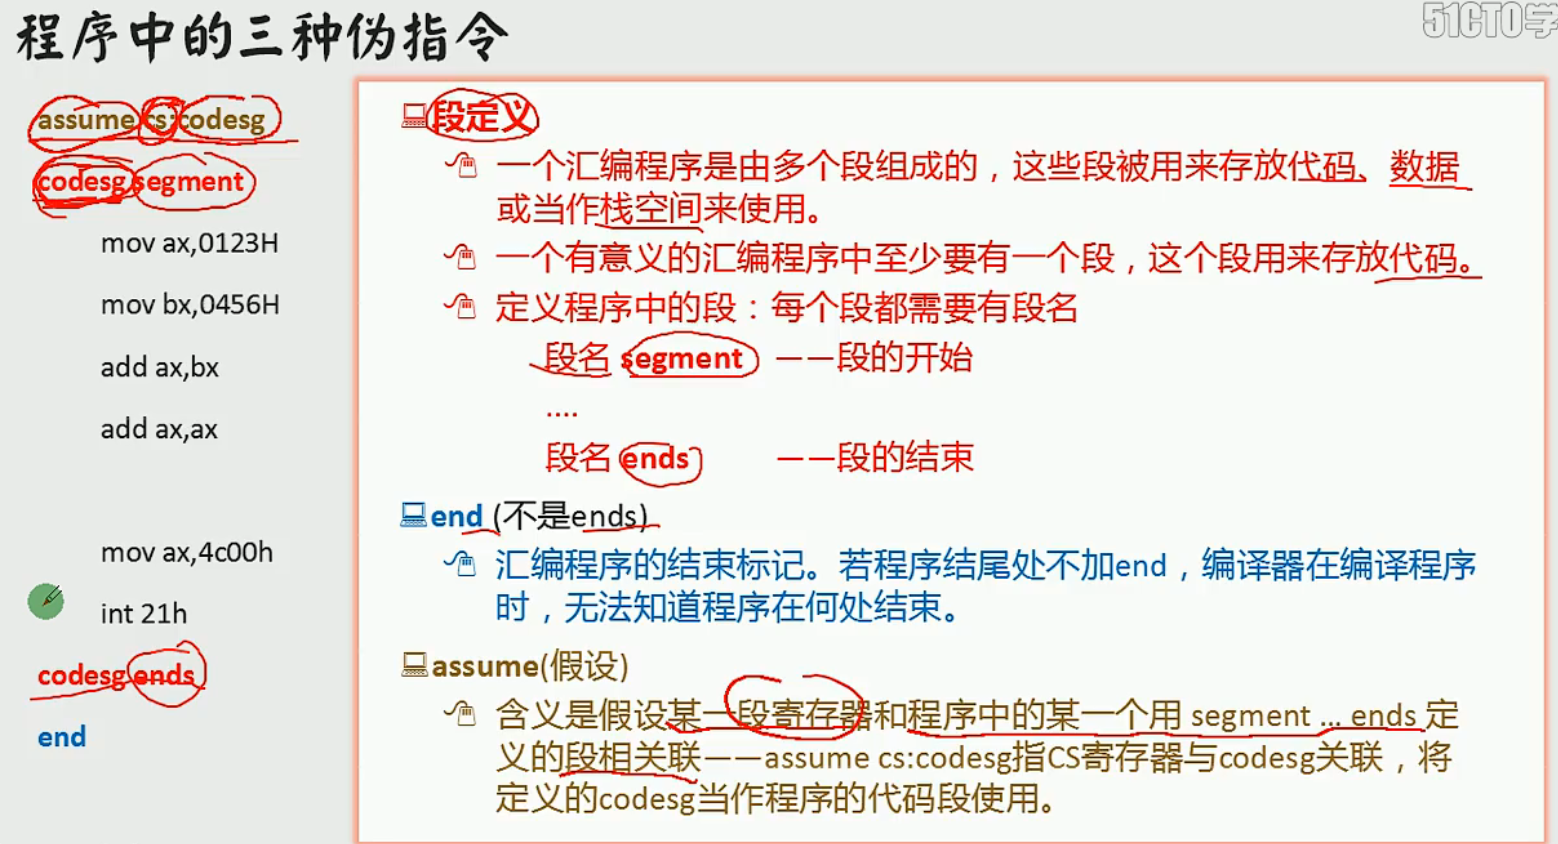 程序中的三种伪指令
51CTO学
assume cs:codesg
codesg segment
mov ax,0123H
mov bx,0456H
add ax,bx
add ax,ax
mov ax,4c00h
int 21h
codesg ends
end
段定义
一个汇编程序是由多个段组成的，这些段被用来存放代码、数据
或当作栈空间来使用。
一个有意义的汇编程序中至少要有一个段，这个段用来存放代码。
定义程序中的段：每个段都需要有段名
段名 segment ——段的开始
....
段名 ends ——段的结束
end (不是ends)
汇编程序的结束标记。若程序结尾处不加end，编译器在编译程序
时，无法知道程序在何处结束。
assume(假设)
含义是假设某一段寄存器和程序中的某一个用 segment ... ends 定
义的段相关联——assume cs:codesg指CS寄存器与codesg关联，将
定义的codesg当作程序的代码段使用。